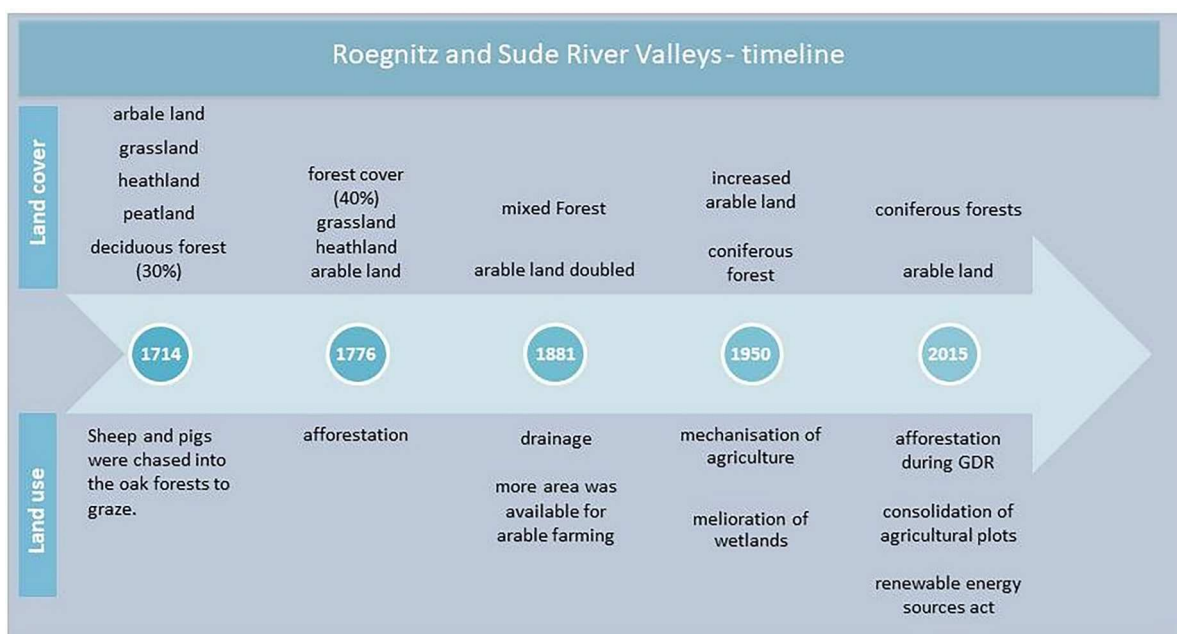 Roegnitz and Sude River Valleys - timeline
Land cover
arbale land
grassland
heathland
peatland
deciduous forest
(30%)
forest cover
(40%)
grassland
heathland
arable land
mixed Forest
arable land doubled
increased
arable land
coniferous
forest
coniferous forests
arable land
1714
1776
1881
1950
2015
Land use
Sheep and pigs
were chased into
the oak forests to
graze.
afforestation
drainage
more area was
available for
arable farming
mechanisation of
agriculture
melioration of
wetlands
afforestation
during GDR
consolidation of
agricultural plots
renewable energy
sources act